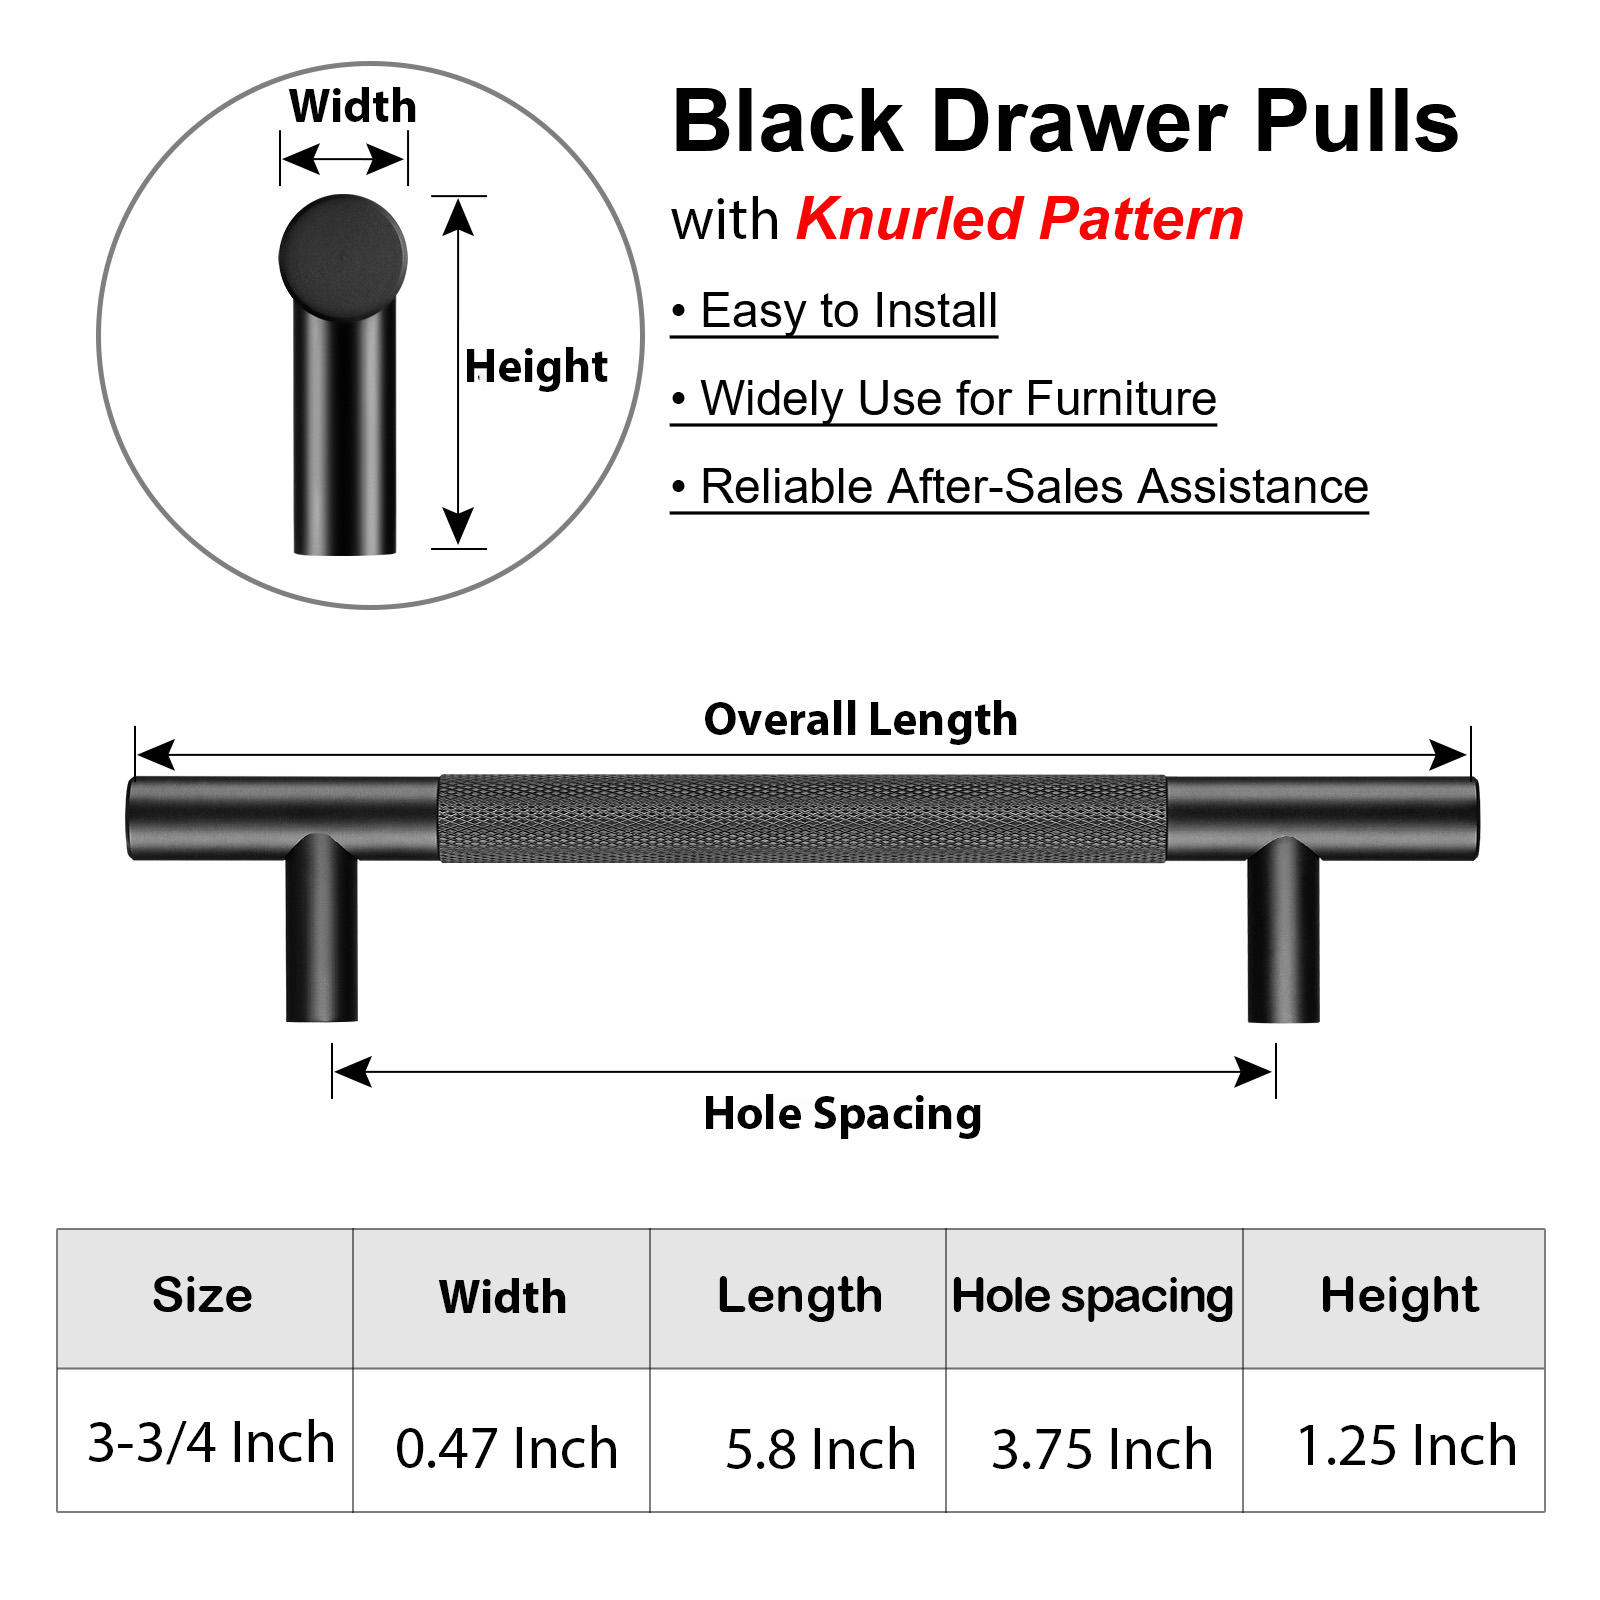 Width
Height
Black Drawer Pulls
with Knurled Pattern
• Easy to Install
• Widely Use for Furniture
• Reliable After-Sales Assistance
Overall Length
Hole Spacing
Size Width Length Hole spacing Height
3-3/4 Inch 0.47 Inch 5.8 Inch 3.75 Inch 1.25 Inch